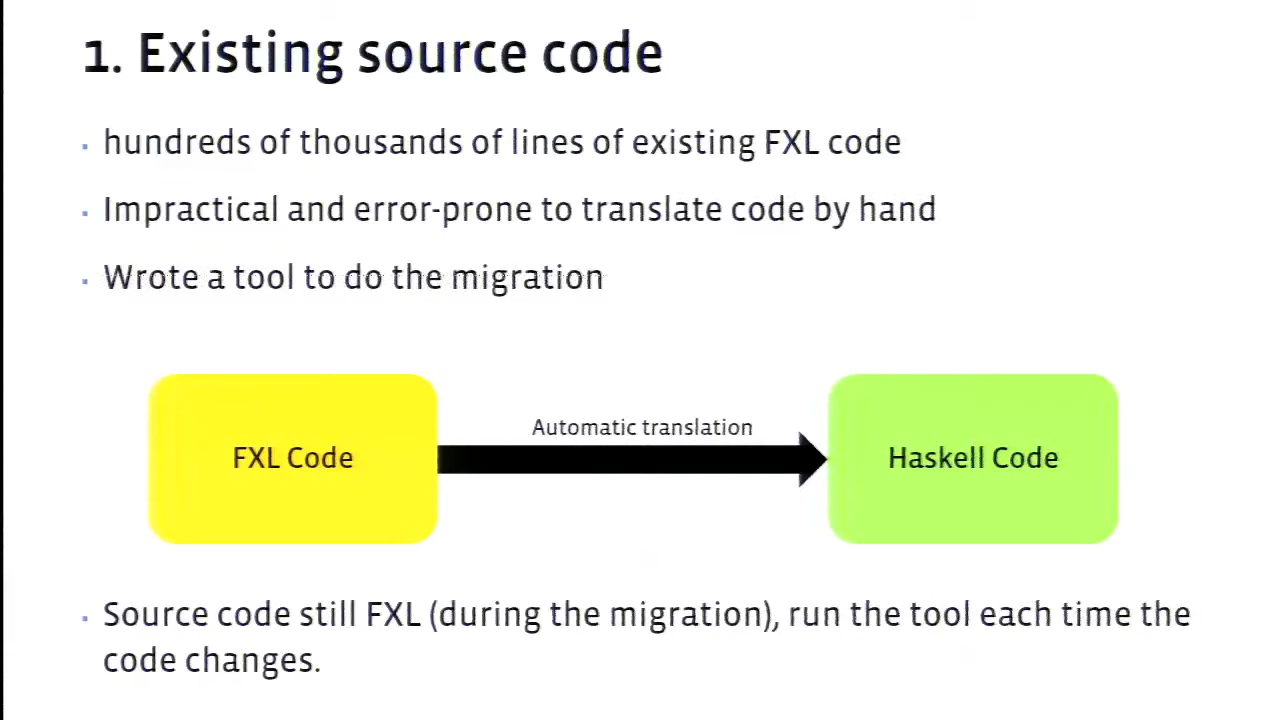 1. Existing source code
hundreds of thousands of lines of existing FXL code
Impractical and error-prone to translate code by hand
Wrote a tool to do the migration
Automatic translation
FXL Code
Haskell Code
Source code still FXL (during the migration), run the tool each time the
code changes.